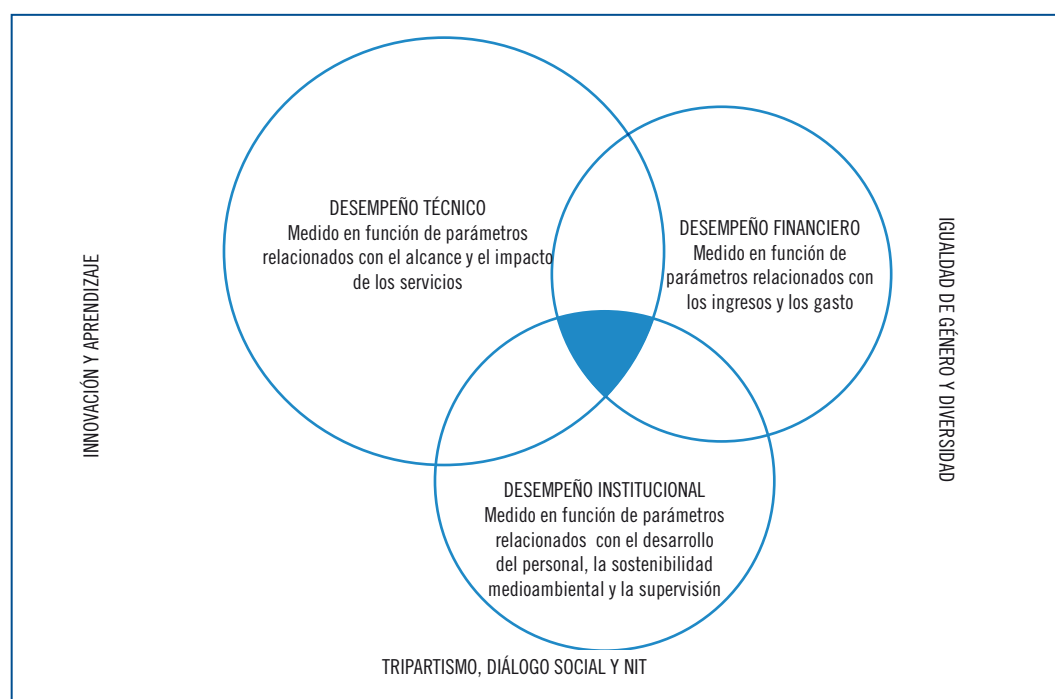 DESEMPEÑO TÉCNICO
Medido en función de parámetros
relacionados con el alcance y el impacto
de los servicios
DESEMPEÑO FINANCIERO
Medido en función de
parámetros relacionados con
los ingresos y los gasto
INNOVACIÓN Y APRENDIZAJE
IGUALDAD DE GÉNERO Y DIVERSIDAD
DESEMPEÑO INSTITUCIONAL
Medido en función de parámetros
relacionados con el desarrollo
del personal, la sostenibilidad
medioambiental y la supervisión
TRIPARTISMO, DIÁLOGO SOCIAL Y NIT